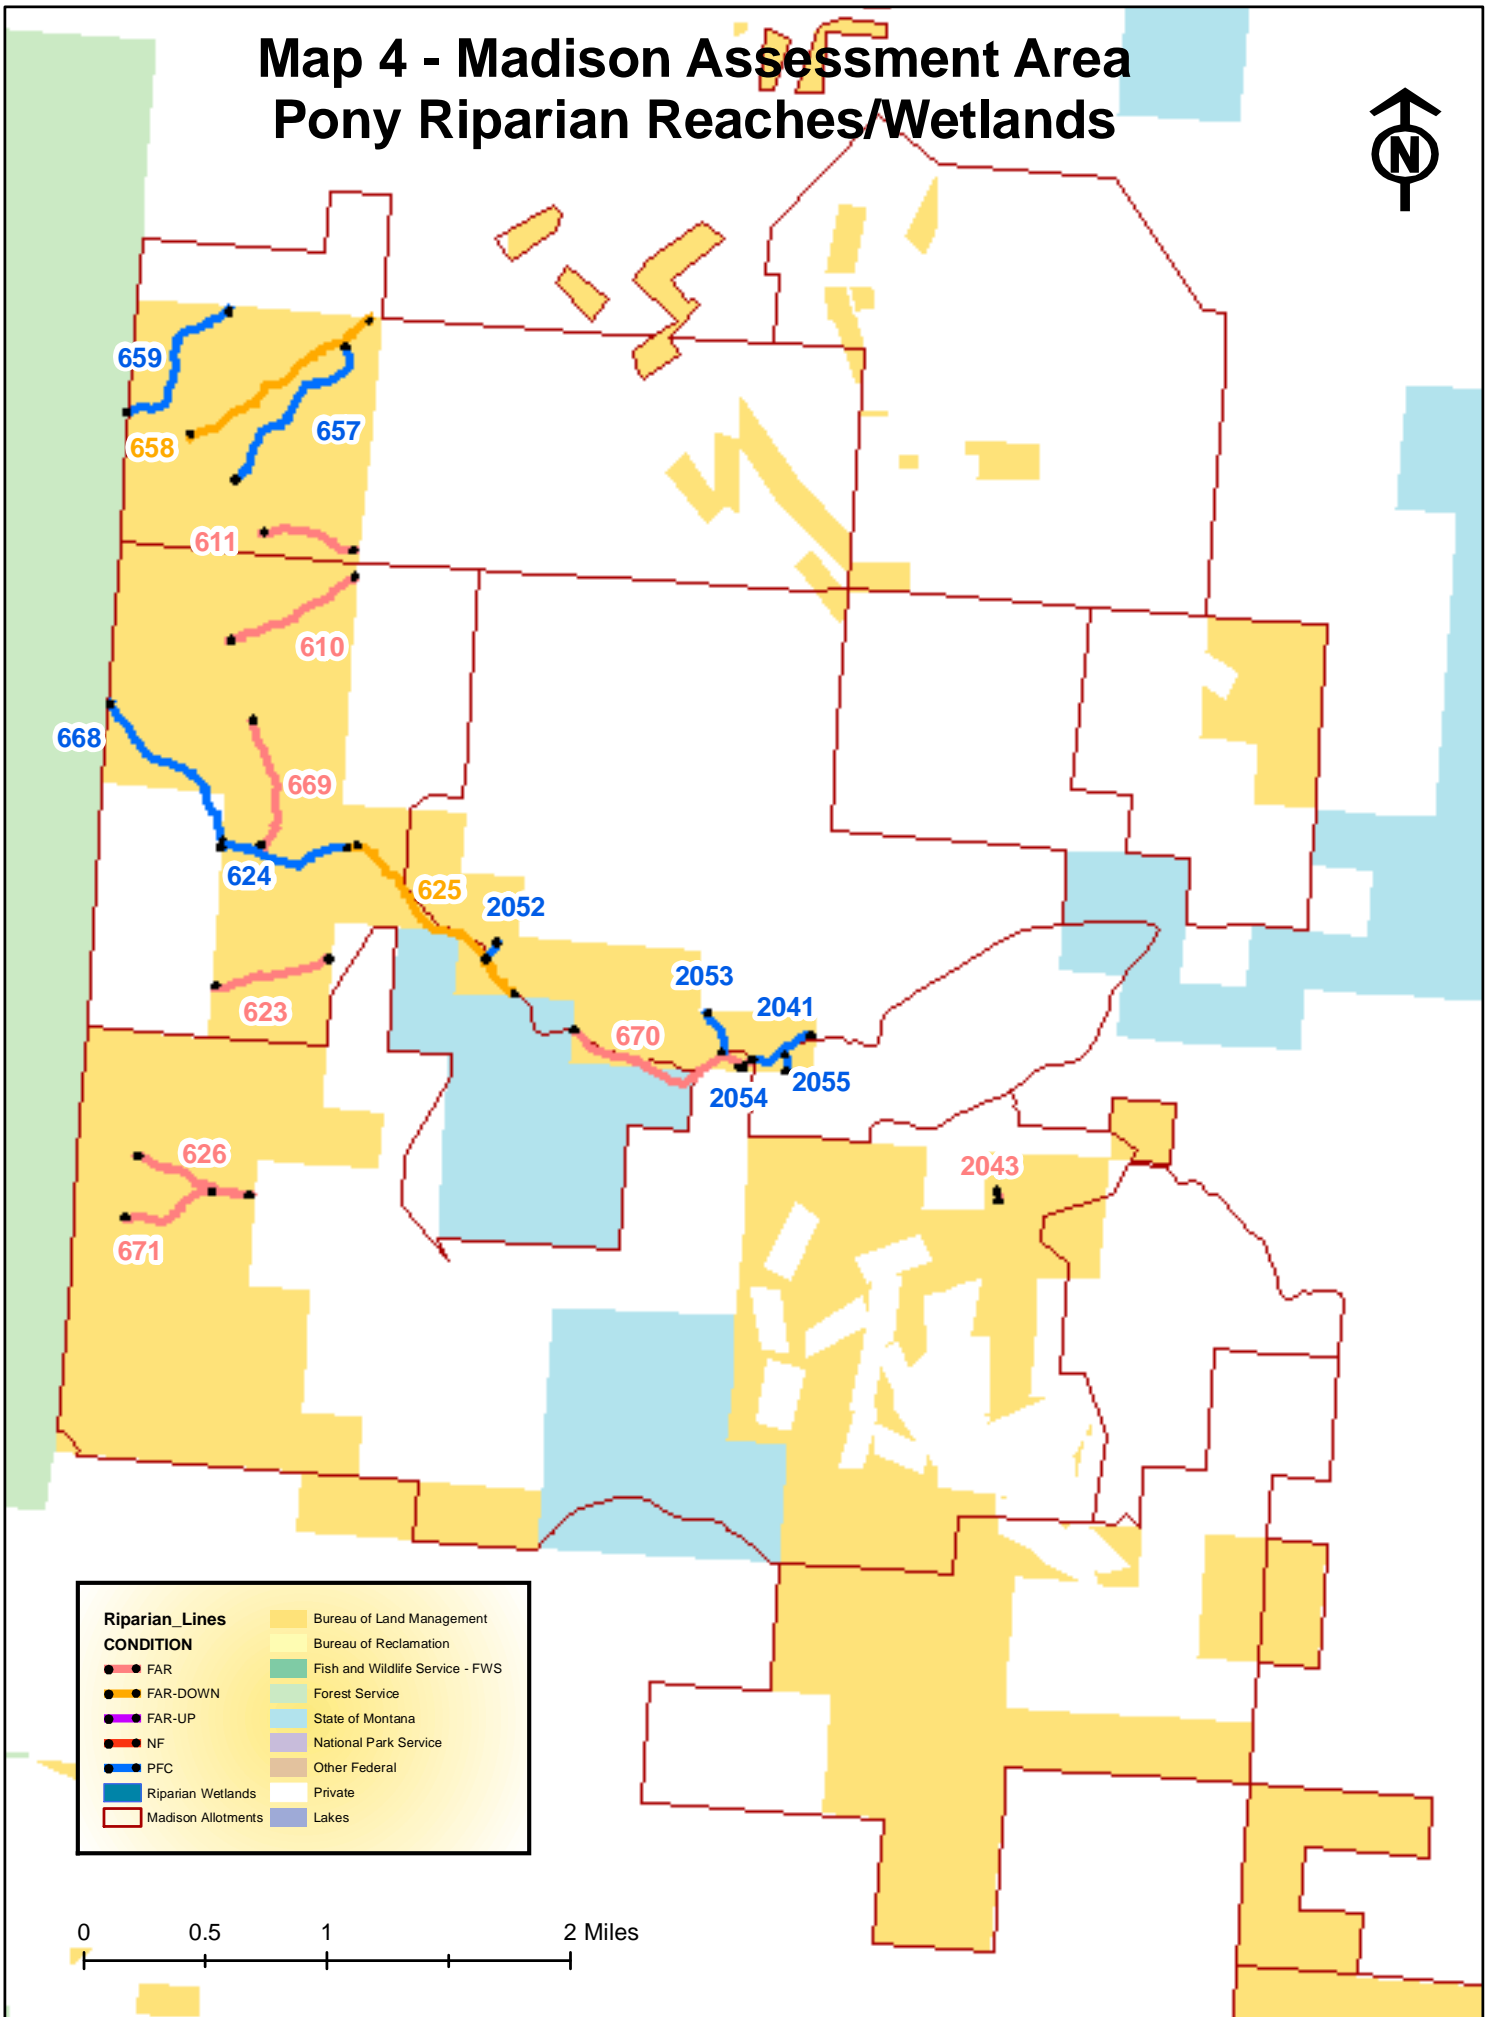 Map 4 - Madison Assessment Area
Pony Riparian Reaches/Wetlands
N
659
658
657
611
610
668
669
624
625
2052
623
2053
2041
670
2054
2055
626
2043
671
Riparian_Lines
CONDITION
FAR
FAR-DOWN
FAR-UP
NF
PFC
Riparian Wetlands
Madison Allotments
Bureau of Land Management
Bureau of Reclamation
Fish and Wildlife Service - FWS
Forest Service
State of Montana
National Park Service
Other Federal
Private
Lakes
0 0.5 1 2 Miles